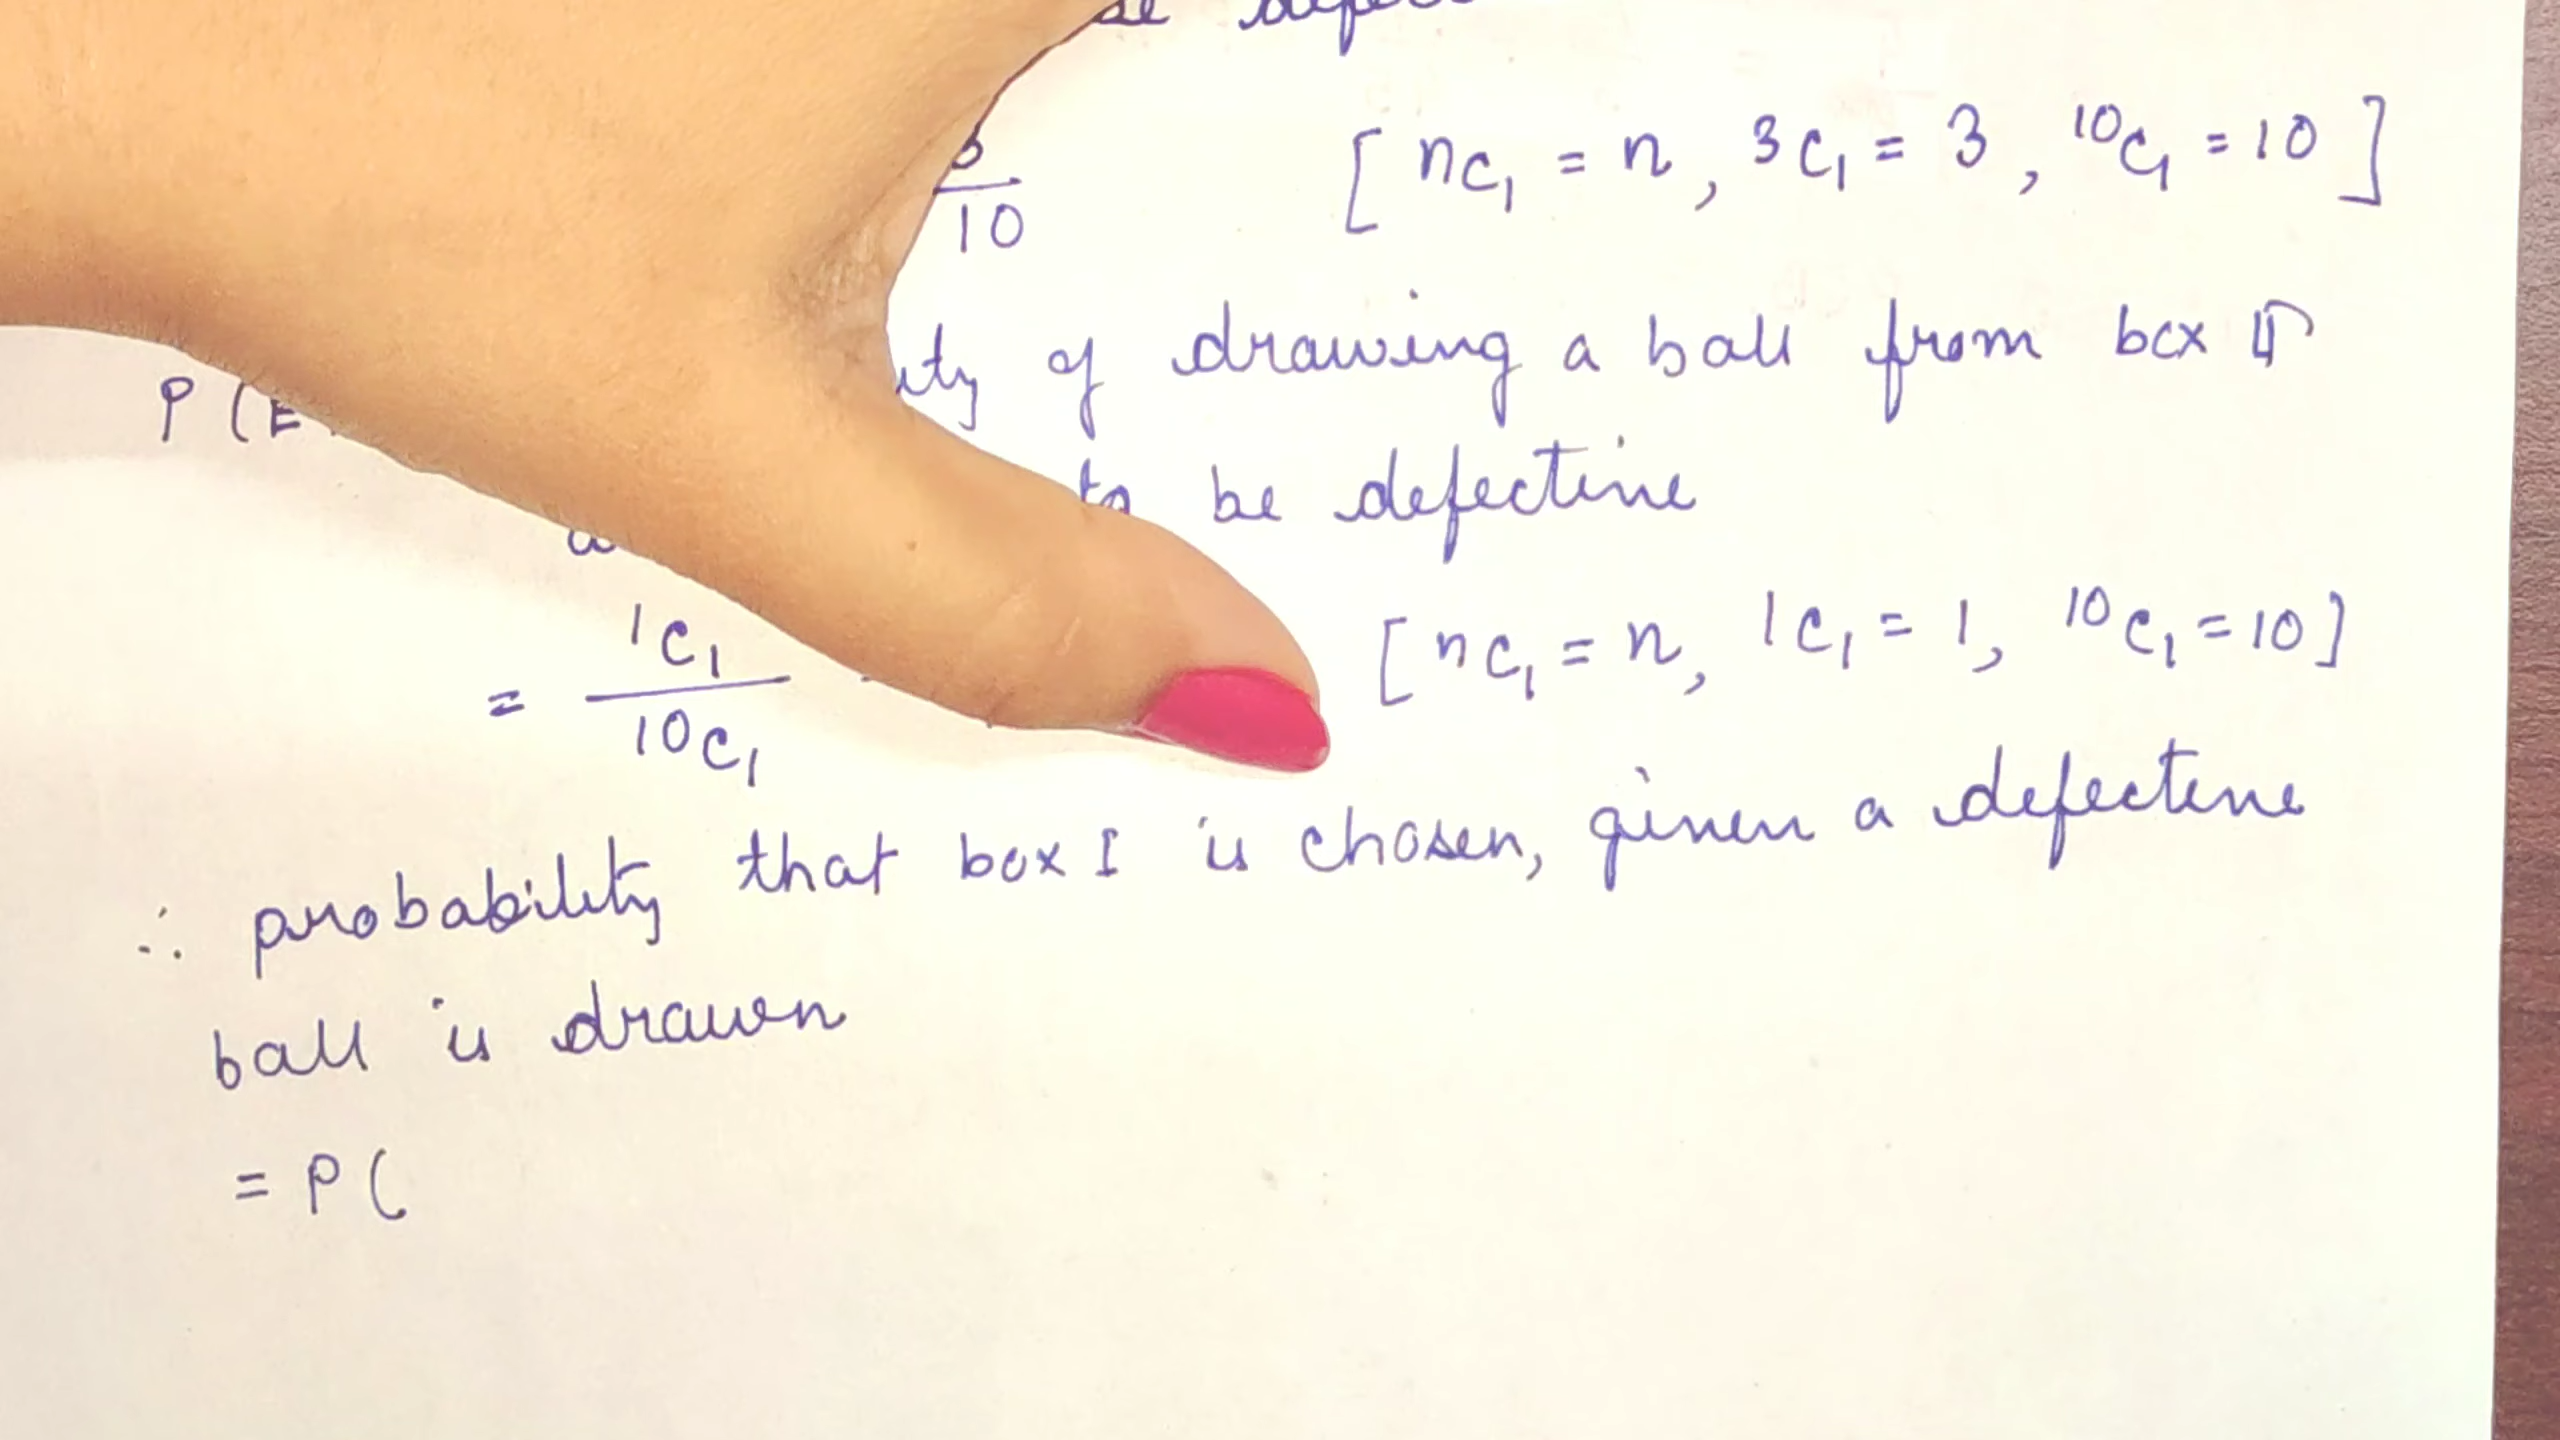 10
[ nC₁ = n, 3C₁ = 3, 10C₁ = 10 ]
of drawing a ball from box II
P(E
to be defective
= 1C₁ / 10C₁ [ nC₁ = n, 1C₁ = 1, 10C₁ = 10 ]
∴ probability that box I is chosen, given a defective
ball is drawn
= P(